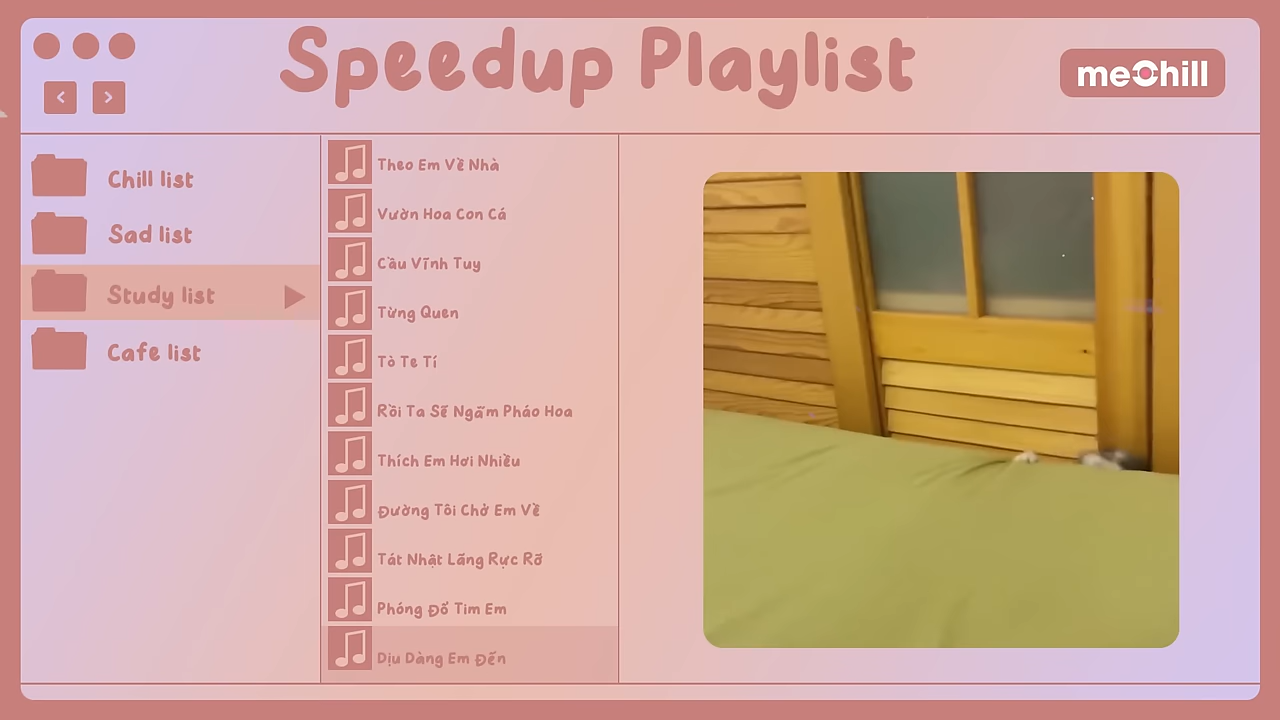 Speedup Playlist
meChill
Chill list
Sad list
Study list
Cafe list
Theo Em Về Nhà
Vườn Hoa Con Cá
Cầu Vĩnh Tuy
Từng Quen
Tò Te Tí
Rồi Ta Sẽ Ngắm Pháo Hoa
Thích Em Hơi Nhiều
Đường Tôi Chở Em Về
Tát Nhật Lãng Rực Rỡ
Phóng Đổ Tim Em
Dịu Dàng Em Đến